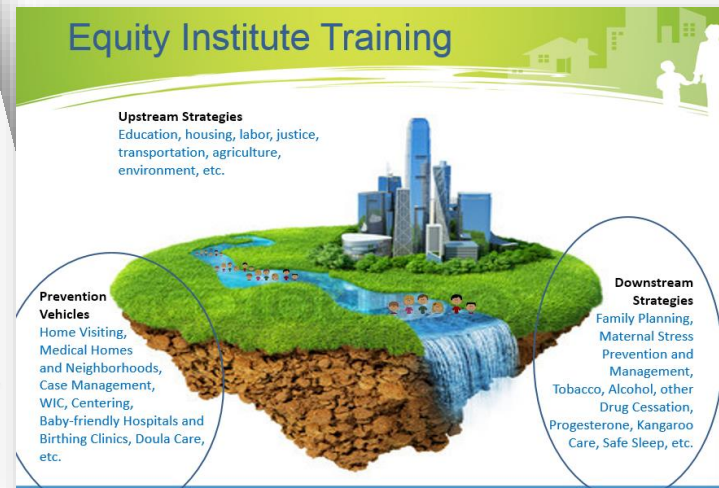 Equity Institute Training
Upstream Strategies
Education, housing, labor, justice,
transportation, agriculture,
environment, etc.
Prevention
Vehicles
Home Visiting,
Medical Homes
and Neighborhoods,
Case Management,
WIC, Centering,
Baby-friendly Hospitals and
Birthing Clinics, Doula Care,
etc.
Downstream
Strategies
Family Planning,
Maternal Stress
Prevention and
Management,
Tobacco, Alcohol, other
Drug Cessation,
Progesterone, Kangaroo
Care, Safe Sleep, etc.